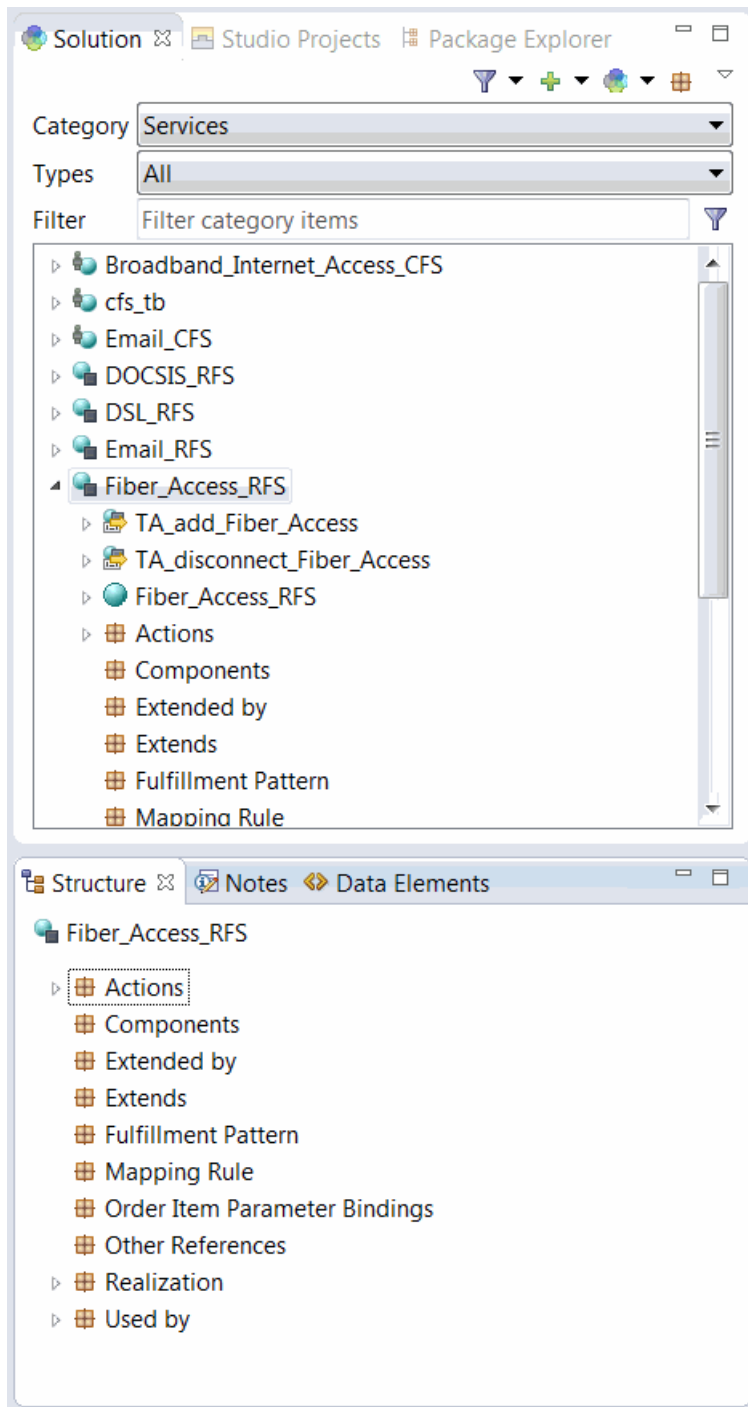 Solution Studio Projects Package Explorer
Category Services
Types All
Filter Filter category items
Broadband_Internet_Access_CFS
cfs_tb
Email_CFS
DOCSIS_RFS
DSL_RFS
Email_RFS
Fiber_Access_RFS
TA_add_Fiber_Access
TA_disconnect_Fiber_Access
Fiber_Access_RFS
Actions
Components
Extended by
Extends
Fulfillment Pattern
Mapping Rule
Structure Notes Data Elements
Fiber_Access_RFS
Actions
Components
Extended by
Extends
Fulfillment Pattern
Mapping Rule
Order Item Parameter Bindings
Other References
Realization
Used by